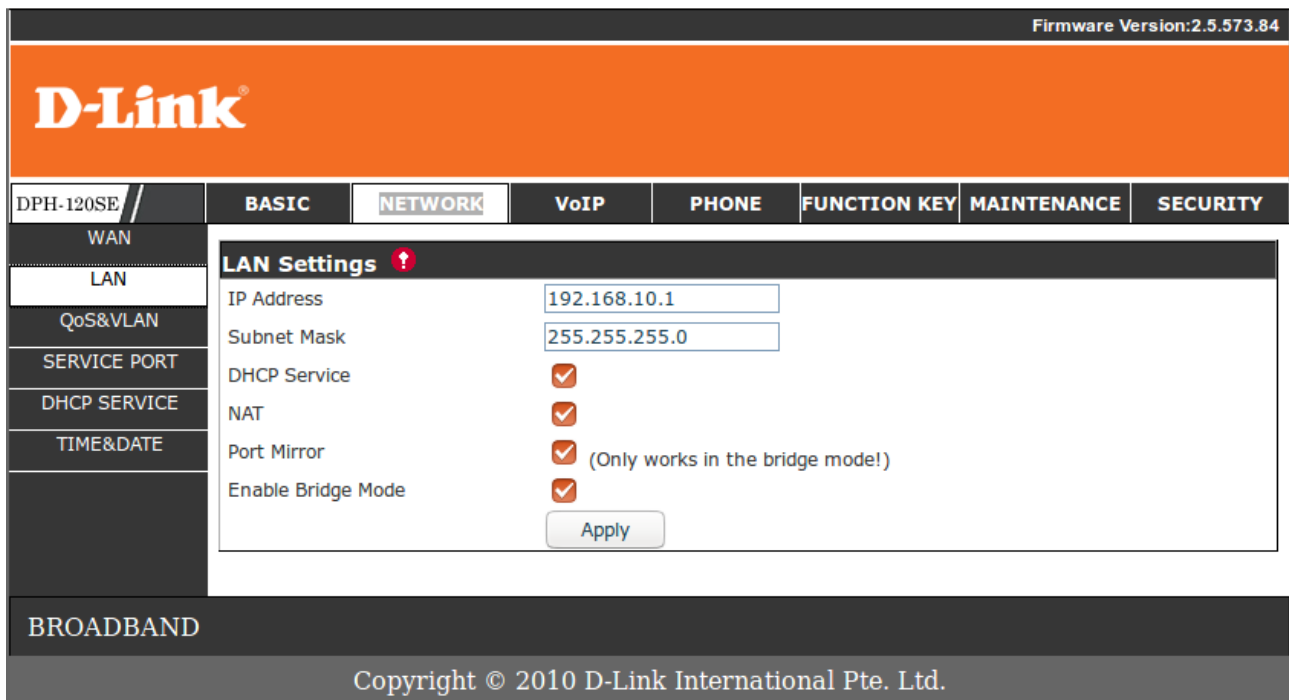 Firmware Version:2.5.573.84
D-Link®
DPH-120SE BASIC NETWORK VoIP PHONE FUNCTION KEY MAINTENANCE SECURITY
WAN
LAN
QoS&VLAN
SERVICE PORT
DHCP SERVICE
TIME&DATE
LAN Settings
IP Address 192.168.10.1
Subnet Mask 255.255.255.0
DHCP Service
NAT
Port Mirror (Only works in the bridge mode!)
Enable Bridge Mode
Apply
BROADBAND
Copyright © 2010 D-Link International Pte. Ltd.